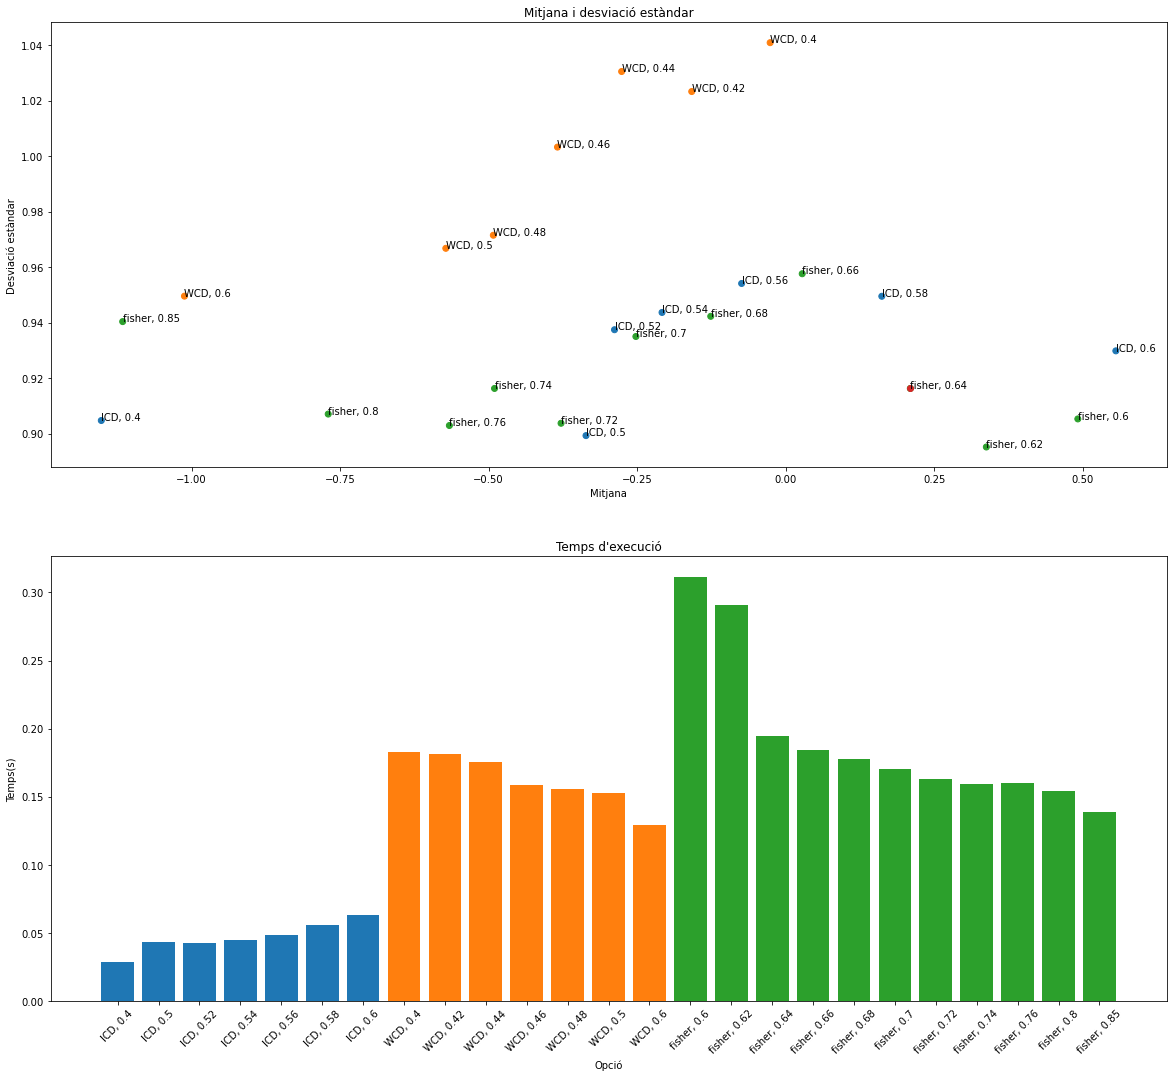 Mitjana i desviació estàndar
1.04
1.02
1.00
0.98
0.96
0.94
0.92
0.90
Desviació estàndar
WCD, 0.4
WCD, 0.44
WCD, 0.42
WCD, 0.46
WCD, 0.48
WCD, 0.5
WCD, 0.6
fisher, 0.85
fisher, 0.66
ICD, 0.56
ICD, 0.58
ICD, 0.54
fisher, 0.68
ICD, 0.52
fisher, 0.7
ICD, 0.6
fisher, 0.74
fisher, 0.64
fisher, 0.8
ICD, 0.4
fisher, 0.76
fisher, 0.72
ICD, 0.5
fisher, 0.6
fisher, 0.62
−1.00 −0.75 −0.50 −0.25 0.00 0.25 0.50
Mitjana
Temps d'execució
0.30
0.25
0.20
0.15
0.10
0.05
0.00
Temps(s)
ICD, 0.4
ICD, 0.5
ICD, 0.52
ICD, 0.54
ICD, 0.56
ICD, 0.58
ICD, 0.6
WCD, 0.4
WCD, 0.42
WCD, 0.44
WCD, 0.46
WCD, 0.48
WCD, 0.5
WCD, 0.6
fisher, 0.6
fisher, 0.62
fisher, 0.64
fisher, 0.66
fisher, 0.68
fisher, 0.7
fisher, 0.72
fisher, 0.74
fisher, 0.76
fisher, 0.8
fisher, 0.85
Opció